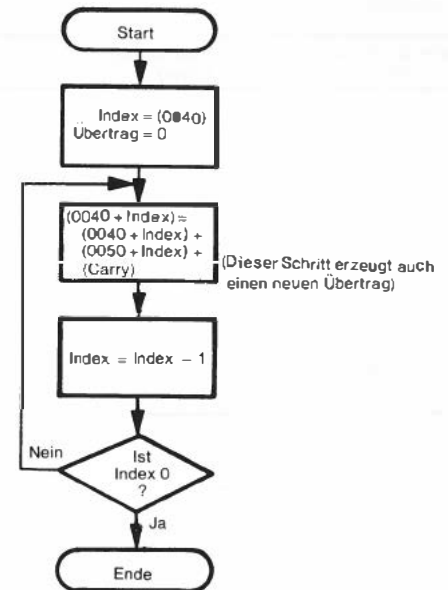 Start
Index = (0040)
Übertrag = 0
(0040 + Index) =
(0040 + Index) +
(0050 + Index) +
(Carry)
(Dieser Schritt erzeugt auch
einen neuen Übertrag)
Index = Index - 1
Nein
Ist
Index 0
?
Ja
Ende